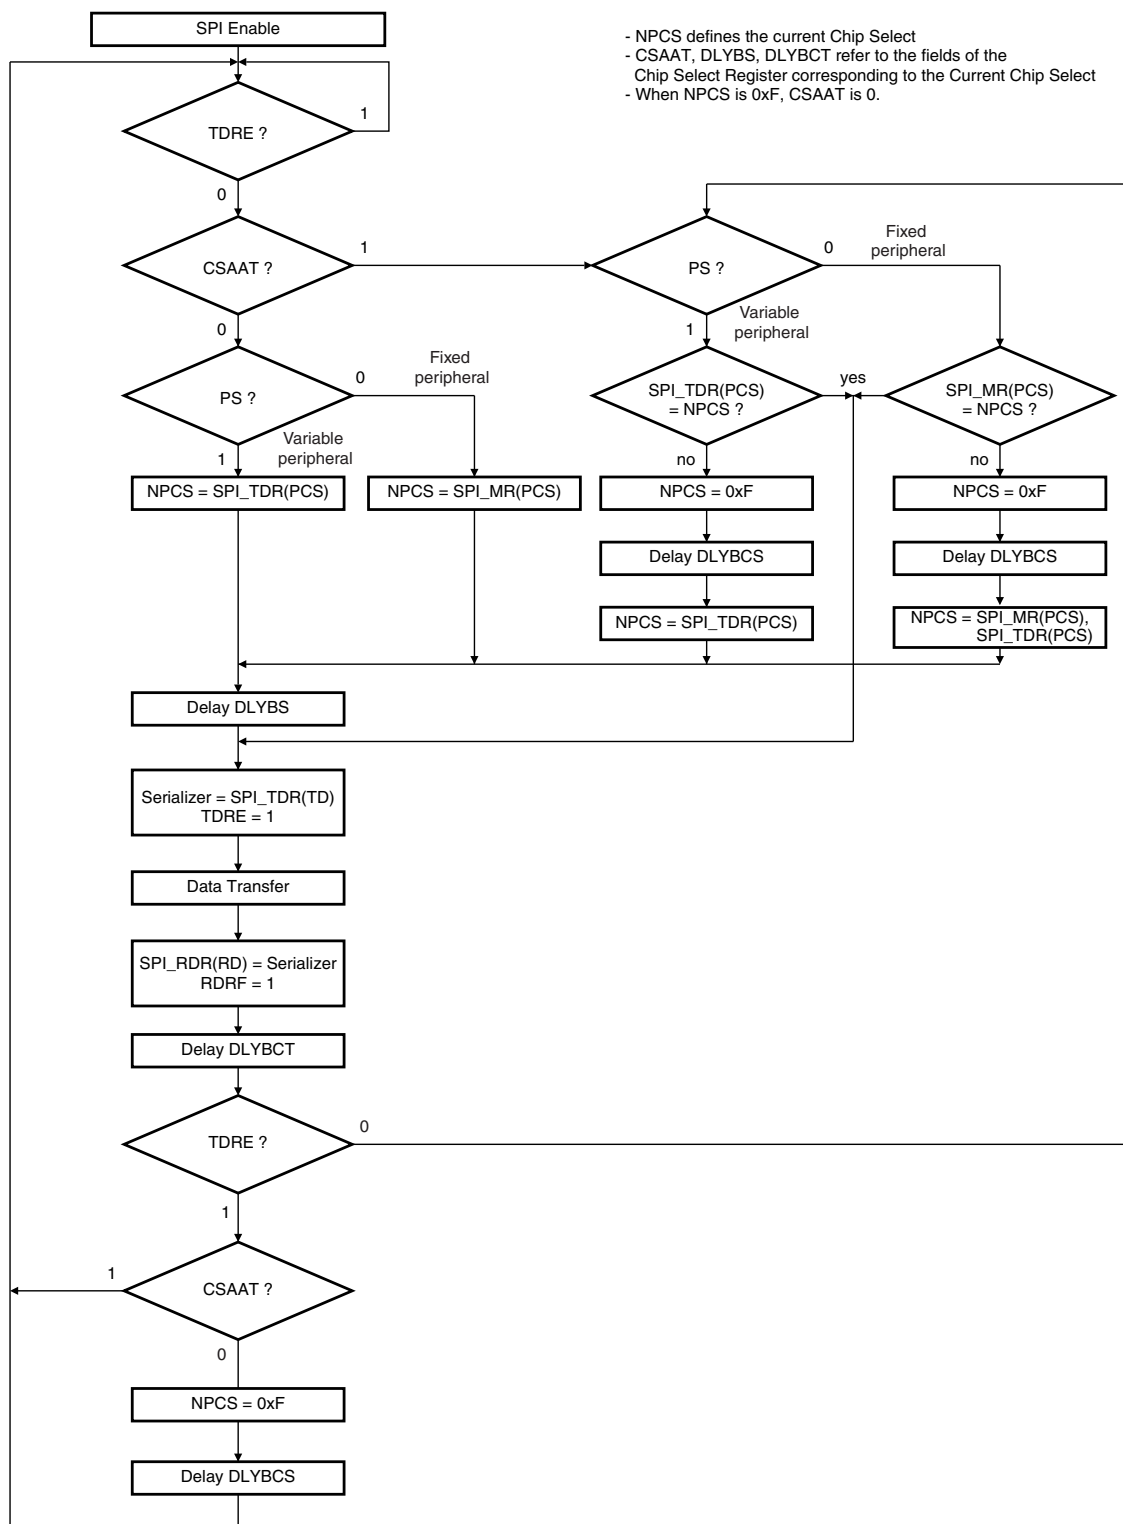 SPI Enable
- NPCS defines the current Chip Select
- CSAAT, DLYBS, DLYBCT refer to the fields of the
Chip Select Register corresponding to the Current Chip Select
- When NPCS is 0xF, CSAAT is 0.
TDRE ?
1
0
CSAAT ?
1
PS ?
0
Fixed
peripheral
0
1
Variable
peripheral
PS ?
0
Fixed
peripheral
SPI_TDR(PCS)
= NPCS ?
yes
SPI_MR(PCS)
= NPCS ?
1
Variable
peripheral
no
no
NPCS = SPI_TDR(PCS)
NPCS = SPI_MR(PCS)
NPCS = 0xF
NPCS = 0xF
Delay DLYBCS
Delay DLYBCS
NPCS = SPI_TDR(PCS)
NPCS = SPI_MR(PCS),
SPI_TDR(PCS)
Delay DLYBS
Serializer = SPI_TDR(TD)
TDRE = 1
Data Transfer
SPI_RDR(RD) = Serializer
RDRF = 1
Delay DLYBCT
TDRE ?
0
1
CSAAT ?
1
0
NPCS = 0xF
Delay DLYBCS